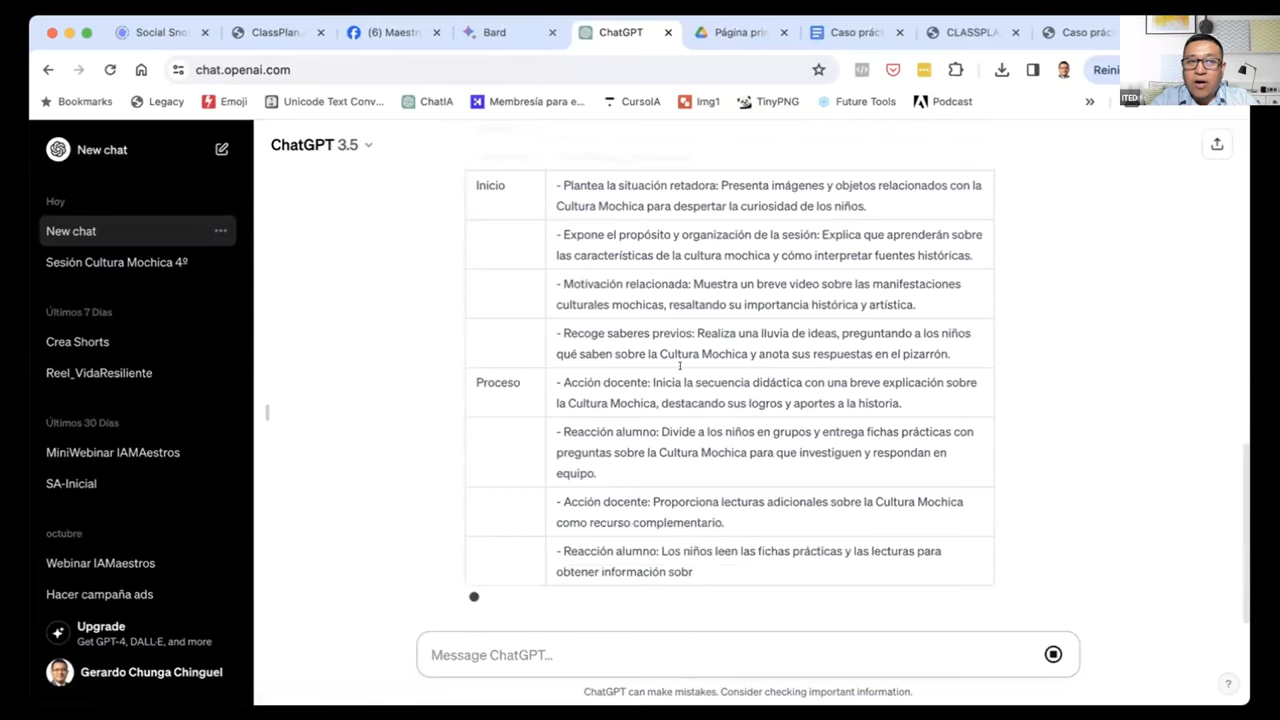 Social Sno
ClassPlan.
(6) Maestr
Bard
ChatGPT
Página prin
Caso prác
CLASSPLA
Caso prác
chat.openai.com
Reini
Bookmarks
Legacy
Emoji
Unicode Text Conv...
ChatIA
Membresía para e...
CursoIA
Img1
TinyPNG
Future Tools
Podcast
»
ITED
New chat
ChatGPT 3.5
Hoy
New chat
...
Sesión Cultura Mochica 4º
Últimos 7 Días
Crea Shorts
Reel_VidaResiliente
Últimos 30 Días
MiniWebinar IAMAestros
SA-Inicial
octubre
Webinar IAMaestros
Hacer campaña ads
Upgrade
Get GPT-4, DALL·E, and more
Gerardo Chunga Chinguel
Inicio
- Plantea la situación retadora: Presenta imágenes y objetos relacionados con la
Cultura Mochica para despertar la curiosidad de los niños.
- Expone el propósito y organización de la sesión: Explica que aprenderán sobre
las características de la cultura mochica y cómo interpretar fuentes históricas.
- Motivación relacionada: Muestra un breve video sobre las manifestaciones
culturales mochicas, resaltando su importancia histórica y artística.
- Recoge saberes previos: Realiza una lluvia de ideas, preguntando a los niños
qué saben sobre la Cultura Mochica y anota sus respuestas en el pizarrón.
Proceso
- Acción docente: Inicia la secuencia didáctica con una breve explicación sobre
la Cultura Mochica, destacando sus logros y aportes a la historia.
- Reacción alumno: Divide a los niños en grupos y entrega fichas prácticas con
preguntas sobre la Cultura Mochica para que investiguen y respondan en
equipo.
- Acción docente: Proporciona lecturas adicionales sobre la Cultura Mochica
como recurso complementario.
- Reacción alumno: Los niños leen las fichas prácticas y las lecturas para
obtener información sobr
Message ChatGPT...
ChatGPT can make mistakes. Consider checking important information.
?